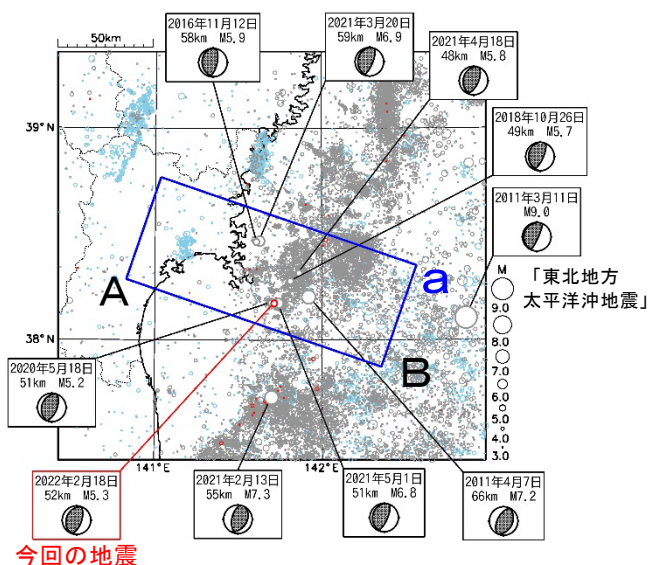 50km
2016年11月12日
58km M5.9
2021年3月20日
59km M6.9
2021年4月18日
48km M5.8
2018年10月26日
49km M5.7
2011年3月11日
M9.0
「東北地方
太平洋沖地震」
39°N
38°N
A
a
B
M
9.0
8.0
7.0
6.0
5.0
4.0
3.0
2020年5月18日
51km M5.2
141°E
142°E
2022年2月18日
52km M5.3
2021年2月13日
55km M7.3
2021年5月1日
51km M6.8
2011年4月7日
66km M7.2
今回の地震